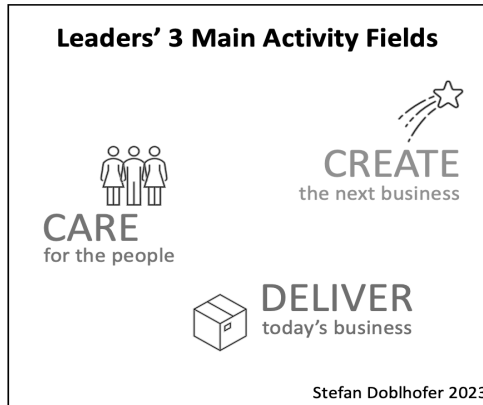 Leaders' 3 Main Activity Fields
CREATE
the next business
CARE
for the people
DELIVER
today's business
Stefan Doblhofer 2023